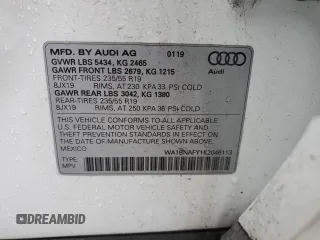 MFD. BY AUDI AG 0119
GVWR LBS 5434, KG 2465
GAWR FRONT LBS 2679, KG 1215
FRONT-TIRES 235/55 R19
8JX19 RIMS, AT 230 KPA 33 PSI COLD
GAWR REAR LBS 3042, KG 1380
REAR-TIRES 235/55 R19
8JX19 RIMS, AT 250 KPA 36 PSI COLD
THIS VEHICLE CONFORMS TO ALL APPLICABLE
U.S. FEDERAL MOTOR VEHICLE SAFETY, BUMPER
AND THEFT PREVENTION STANDARDS IN
EFFECT ON THE DATE OF MANUFACTURE
SHOWN ABOVE.
MEXICO
TYPE:
MPV
Audi
DREAMBID.COM